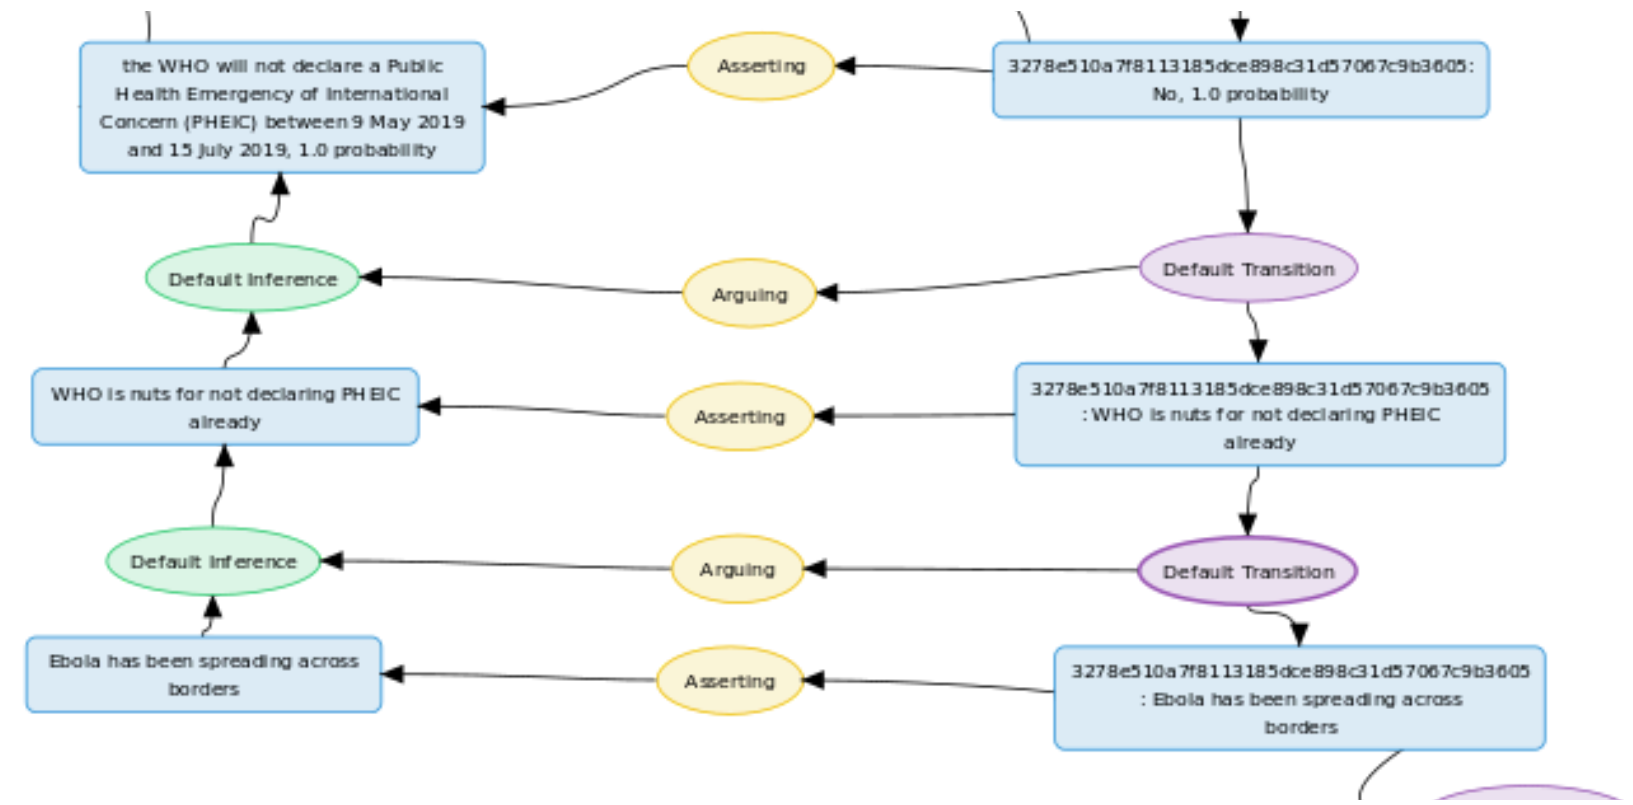 the WHO will not declare a Public
Health Emergency of International
Concern (PHEIC) between 9 May 2019
and 15 July 2019, 1.0 probability
Asserting
3278e510a7f8113185dce898c31d57067c9b3605:
No, 1.0 probability
Default Inference
Arguing
Default Transition
WHO is nuts for not declaring PHEIC
already
Asserting
3278e510a7f8113185dce898c31d57067c9b3605
: WHO is nuts for not declaring PHEIC
already
Default Inference
Arguing
Default Transition
Ebola has been spreading across
borders
Asserting
3278e510a7f8113185dce898c31d57067c9b3605
: Ebola has been spreading across
borders